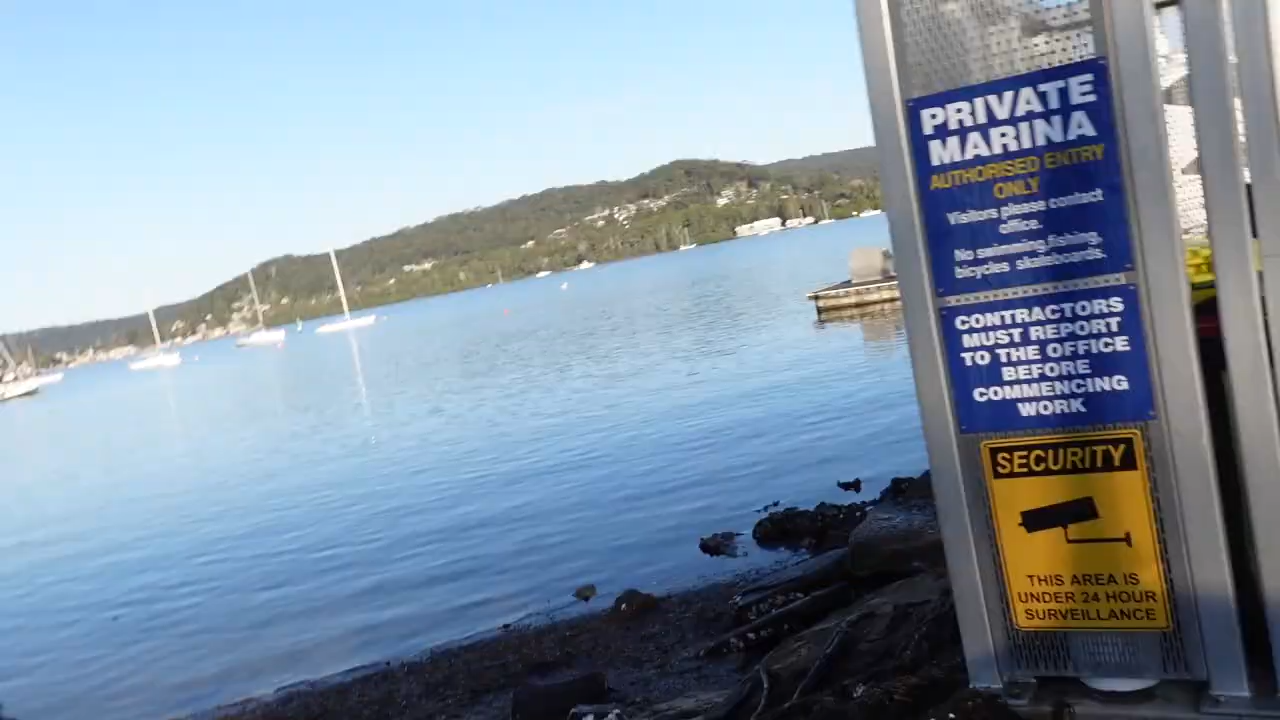 PRIVATE
MARINA
AUTHORISED ENTRY
ONLY
Visitors please contact
office.
No swimming, fishing,
bicycles skateboards.
CONTRACTORS
MUST REPORT
TO THE OFFICE
BEFORE
COMMENCING
WORK
SECURITY
THIS AREA IS
UNDER 24 HOUR
SURVEILLANCE